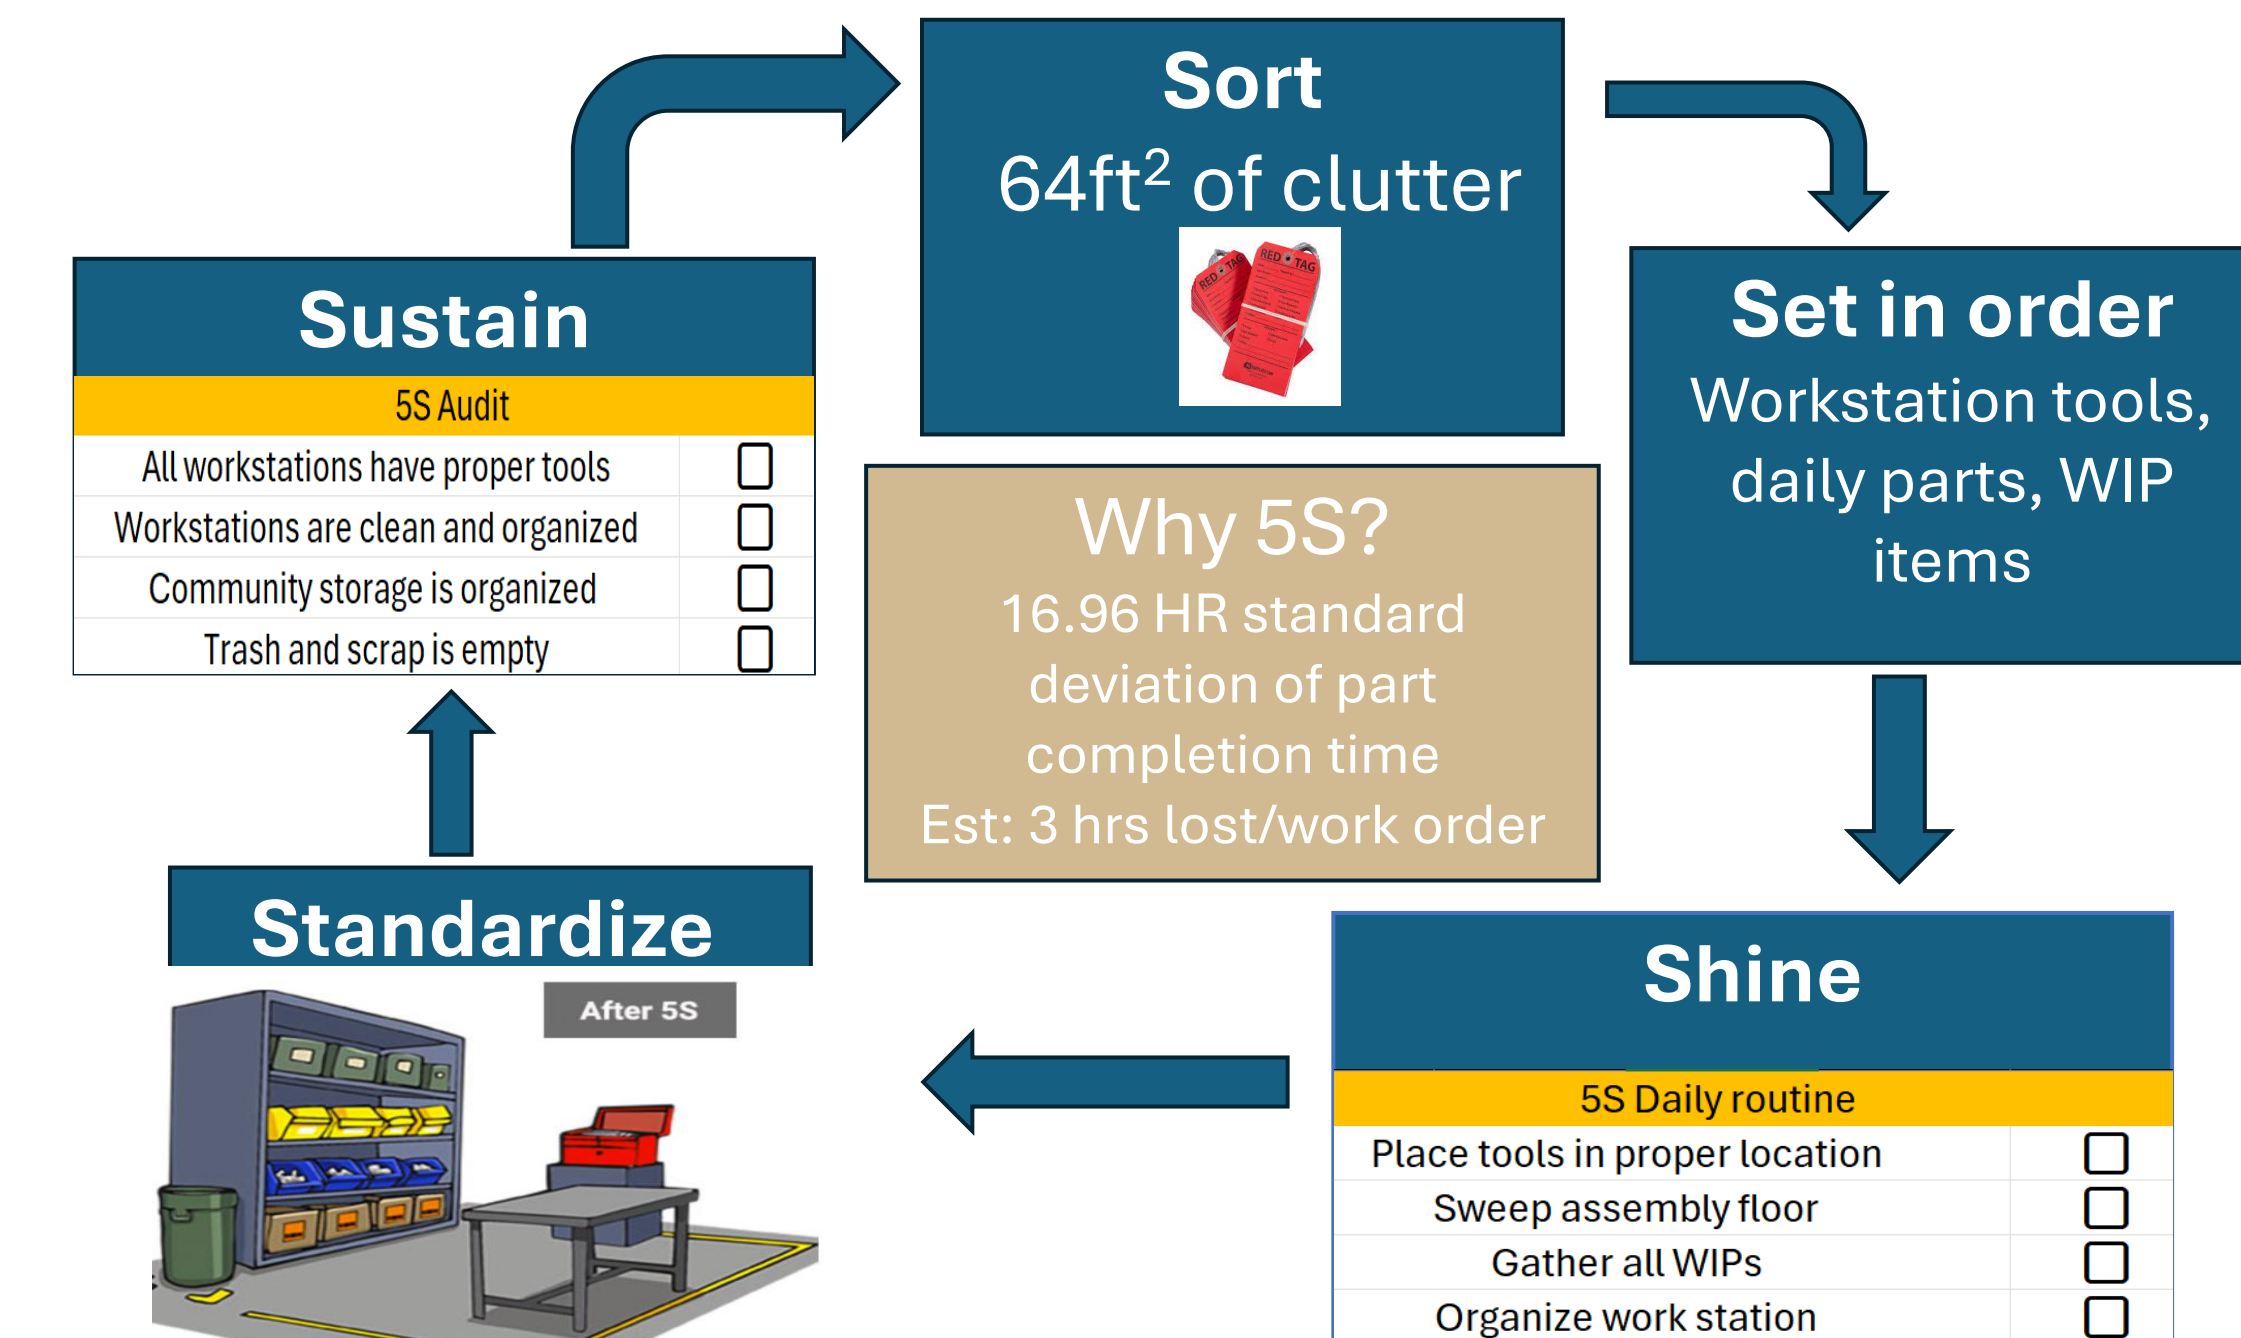 Sort
64ft² of clutter
RED TAG
RED TAG
Set in order
Workstation tools,
daily parts, WIP
items
Sustain
5S Audit
All workstations have proper tools
Workstations are clean and organized
Community storage is organized
Trash and scrap is empty
Why 5S?
16.96 HR standard
deviation of part
completion time
Est: 3 hrs lost/work order
Standardize
After 5S
Shine
5S Daily routine
Place tools in proper location
Sweep assembly floor
Gather all WIPs
Organize work station